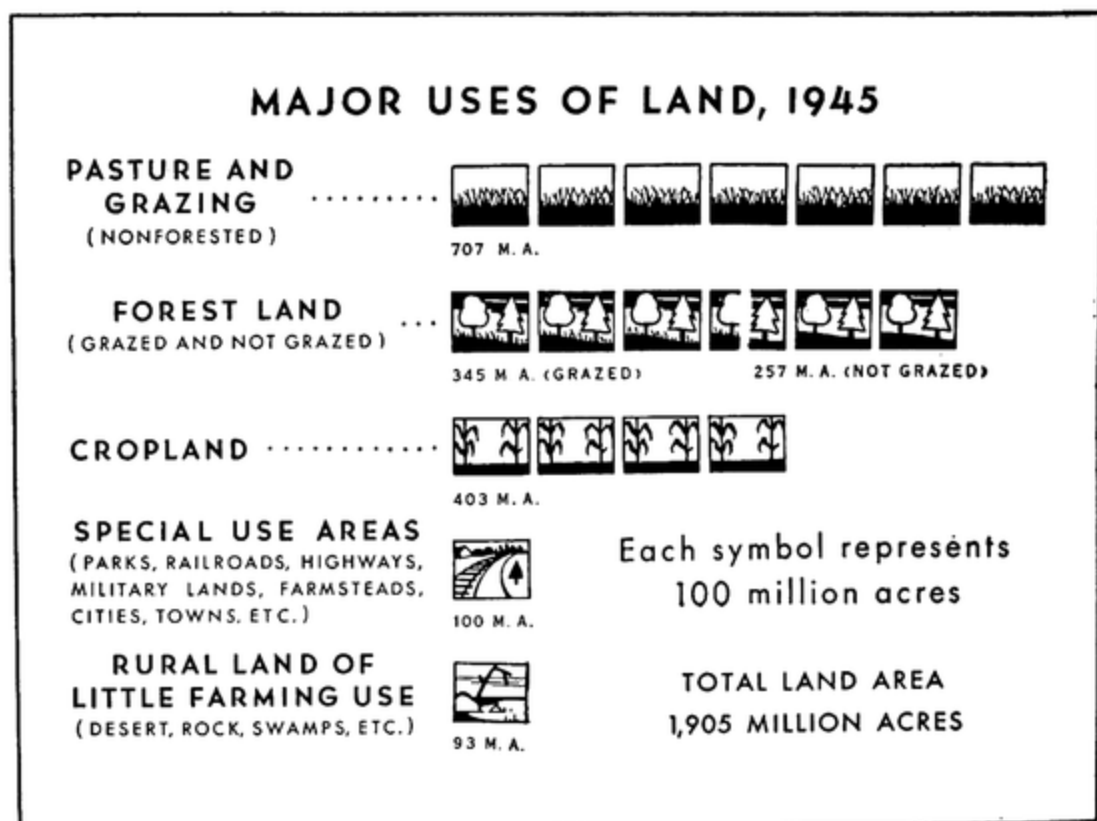 MAJOR USES OF LAND, 1945
PASTURE AND
GRAZING
(NONFORESTED)
707 M. A.
FOREST LAND
(GRAZED AND NOT GRAZED)
345 M A. (GRAZED)
257 M. A. (NOT GRAZED)
CROPLAND
403 M. A.
SPECIAL USE AREAS
(PARKS, RAILROADS, HIGHWAYS,
MILITARY LANDS, FARMSTEADS,
CITIES, TOWNS, ETC.)
100 M. A.
Each symbol represents
100 million acres
RURAL LAND OF
LITTLE FARMING USE
(DESERT, ROCK, SWAMPS, ETC.)
93 M. A.
TOTAL LAND AREA
1,905 MILLION ACRES